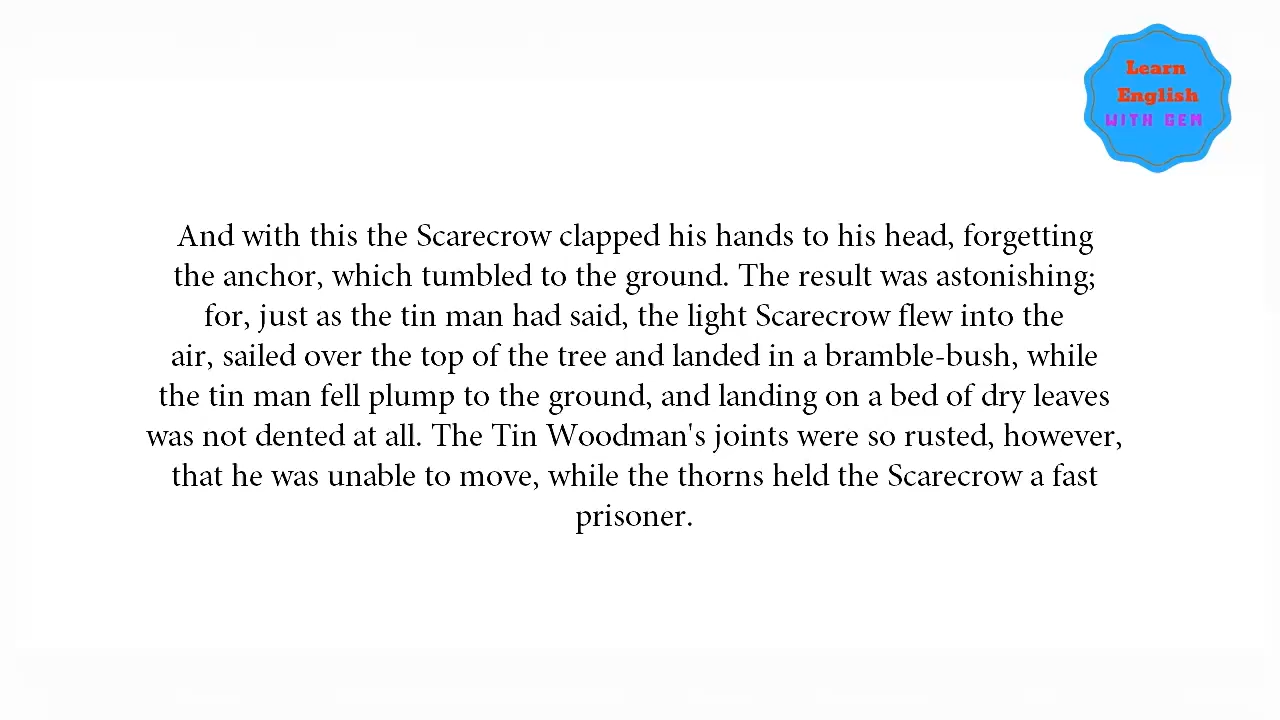 Learn
English
WITH GEM
And with this the Scarecrow clapped his hands to his head, forgetting
the anchor, which tumbled to the ground. The result was astonishing;
for, just as the tin man had said, the light Scarecrow flew into the
air, sailed over the top of the tree and landed in a bramble-bush, while
the tin man fell plump to the ground, and landing on a bed of dry leaves
was not dented at all. The Tin Woodman's joints were so rusted, however,
that he was unable to move, while the thorns held the Scarecrow a fast
prisoner.